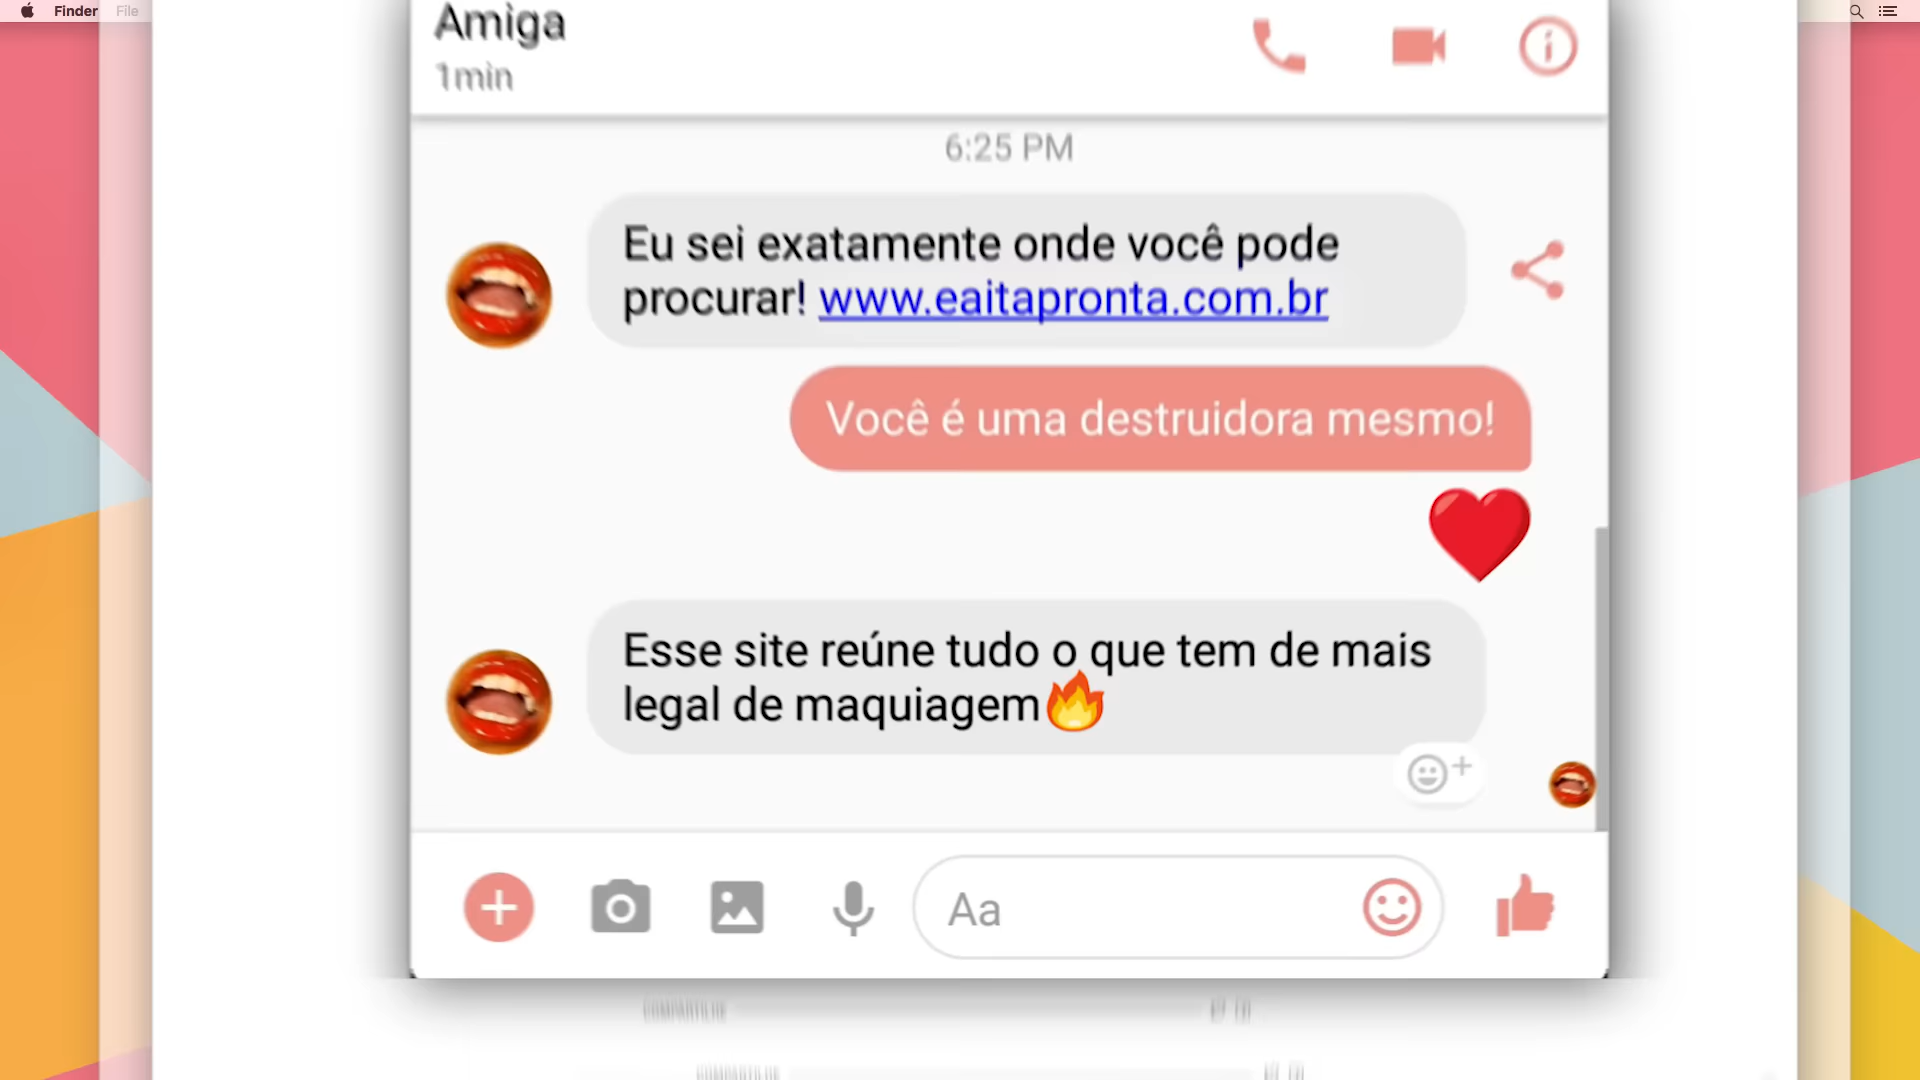 Finder File
Amiga
1min
6:25 PM
Eu sei exatamente onde você pode
procurar! www.eaitapronta.com.br
Você é uma destruidora mesmo!
Esse site reúne tudo o que tem de mais
legal de maquiagem🔥
Aa